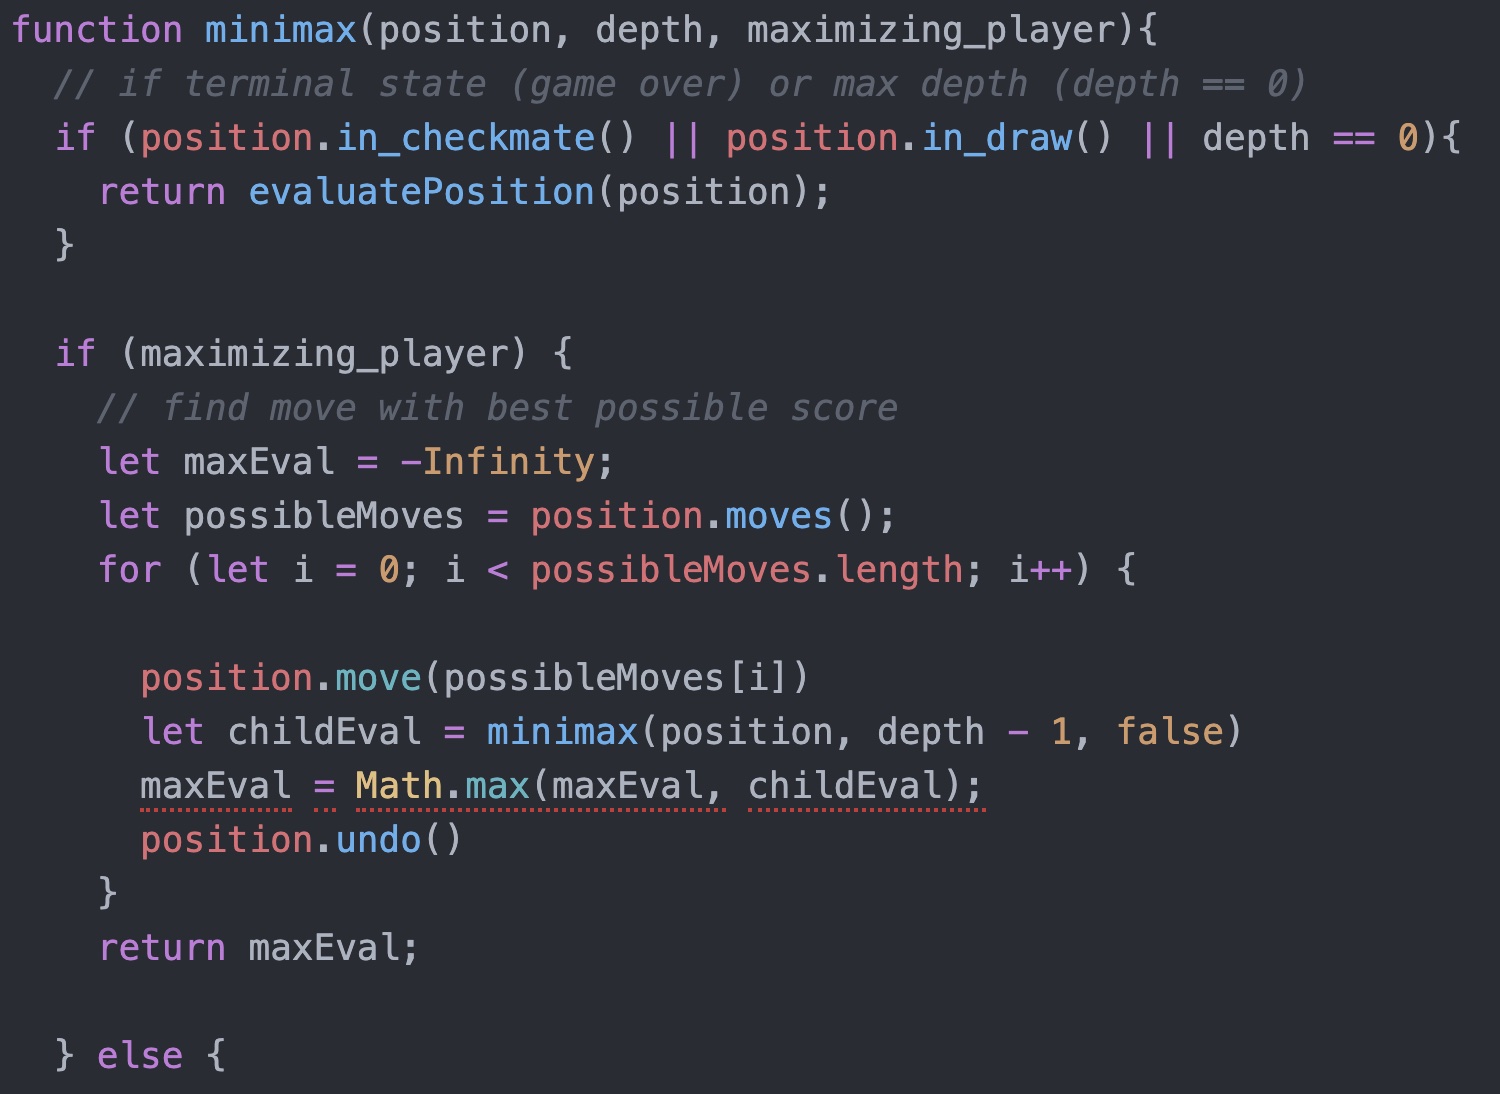 function minimax(position, depth, maximizing_player){
  // if terminal state (game over) or max depth (depth == 0)
  if (position.in_checkmate() || position.in_draw() || depth == 0){
    return evaluatePosition(position);
  }

  if (maximizing_player) {
    // find move with best possible score
    let maxEval = -Infinity;
    let possibleMoves = position.moves();
    for (let i = 0; i < possibleMoves.length; i++) {

      position.move(possibleMoves[i])
      let childEval = minimax(position, depth - 1, false)
      maxEval = Math.max(maxEval, childEval);
      position.undo()
    }
    return maxEval;

  } else {